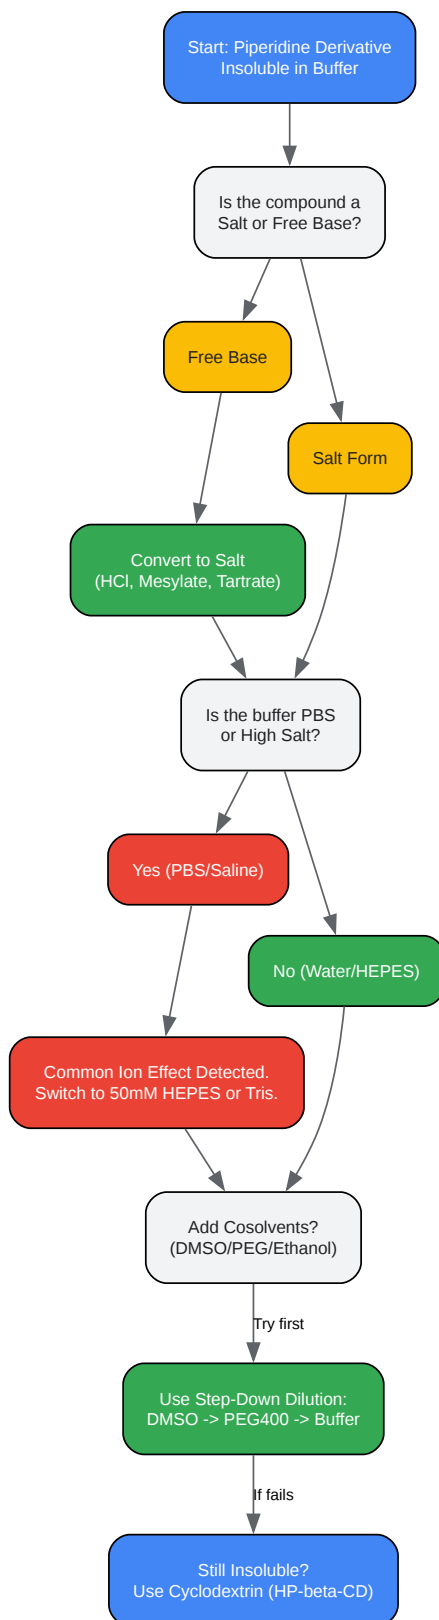 Start: Piperidine Derivative
Insoluble in Buffer
Is the compound a
Salt or Free Base?
Free Base
Salt Form
Convert to Salt
(HCl, Mesylate, Tartrate)
Is the buffer PBS
or High Salt?
Yes (PBS/Saline)
No (Water/HEPES)
Common Ion Effect Detected.
Switch to 50mM HEPES or Tris.
Add Cosolvents?
(DMSO/PEG/Ethanol)
Try first
Use Step-Down Dilution:
DMSO -> PEG400 -> Buffer
If fails
Still Insoluble?
Use Cyclodextrin (HP-beta-CD)